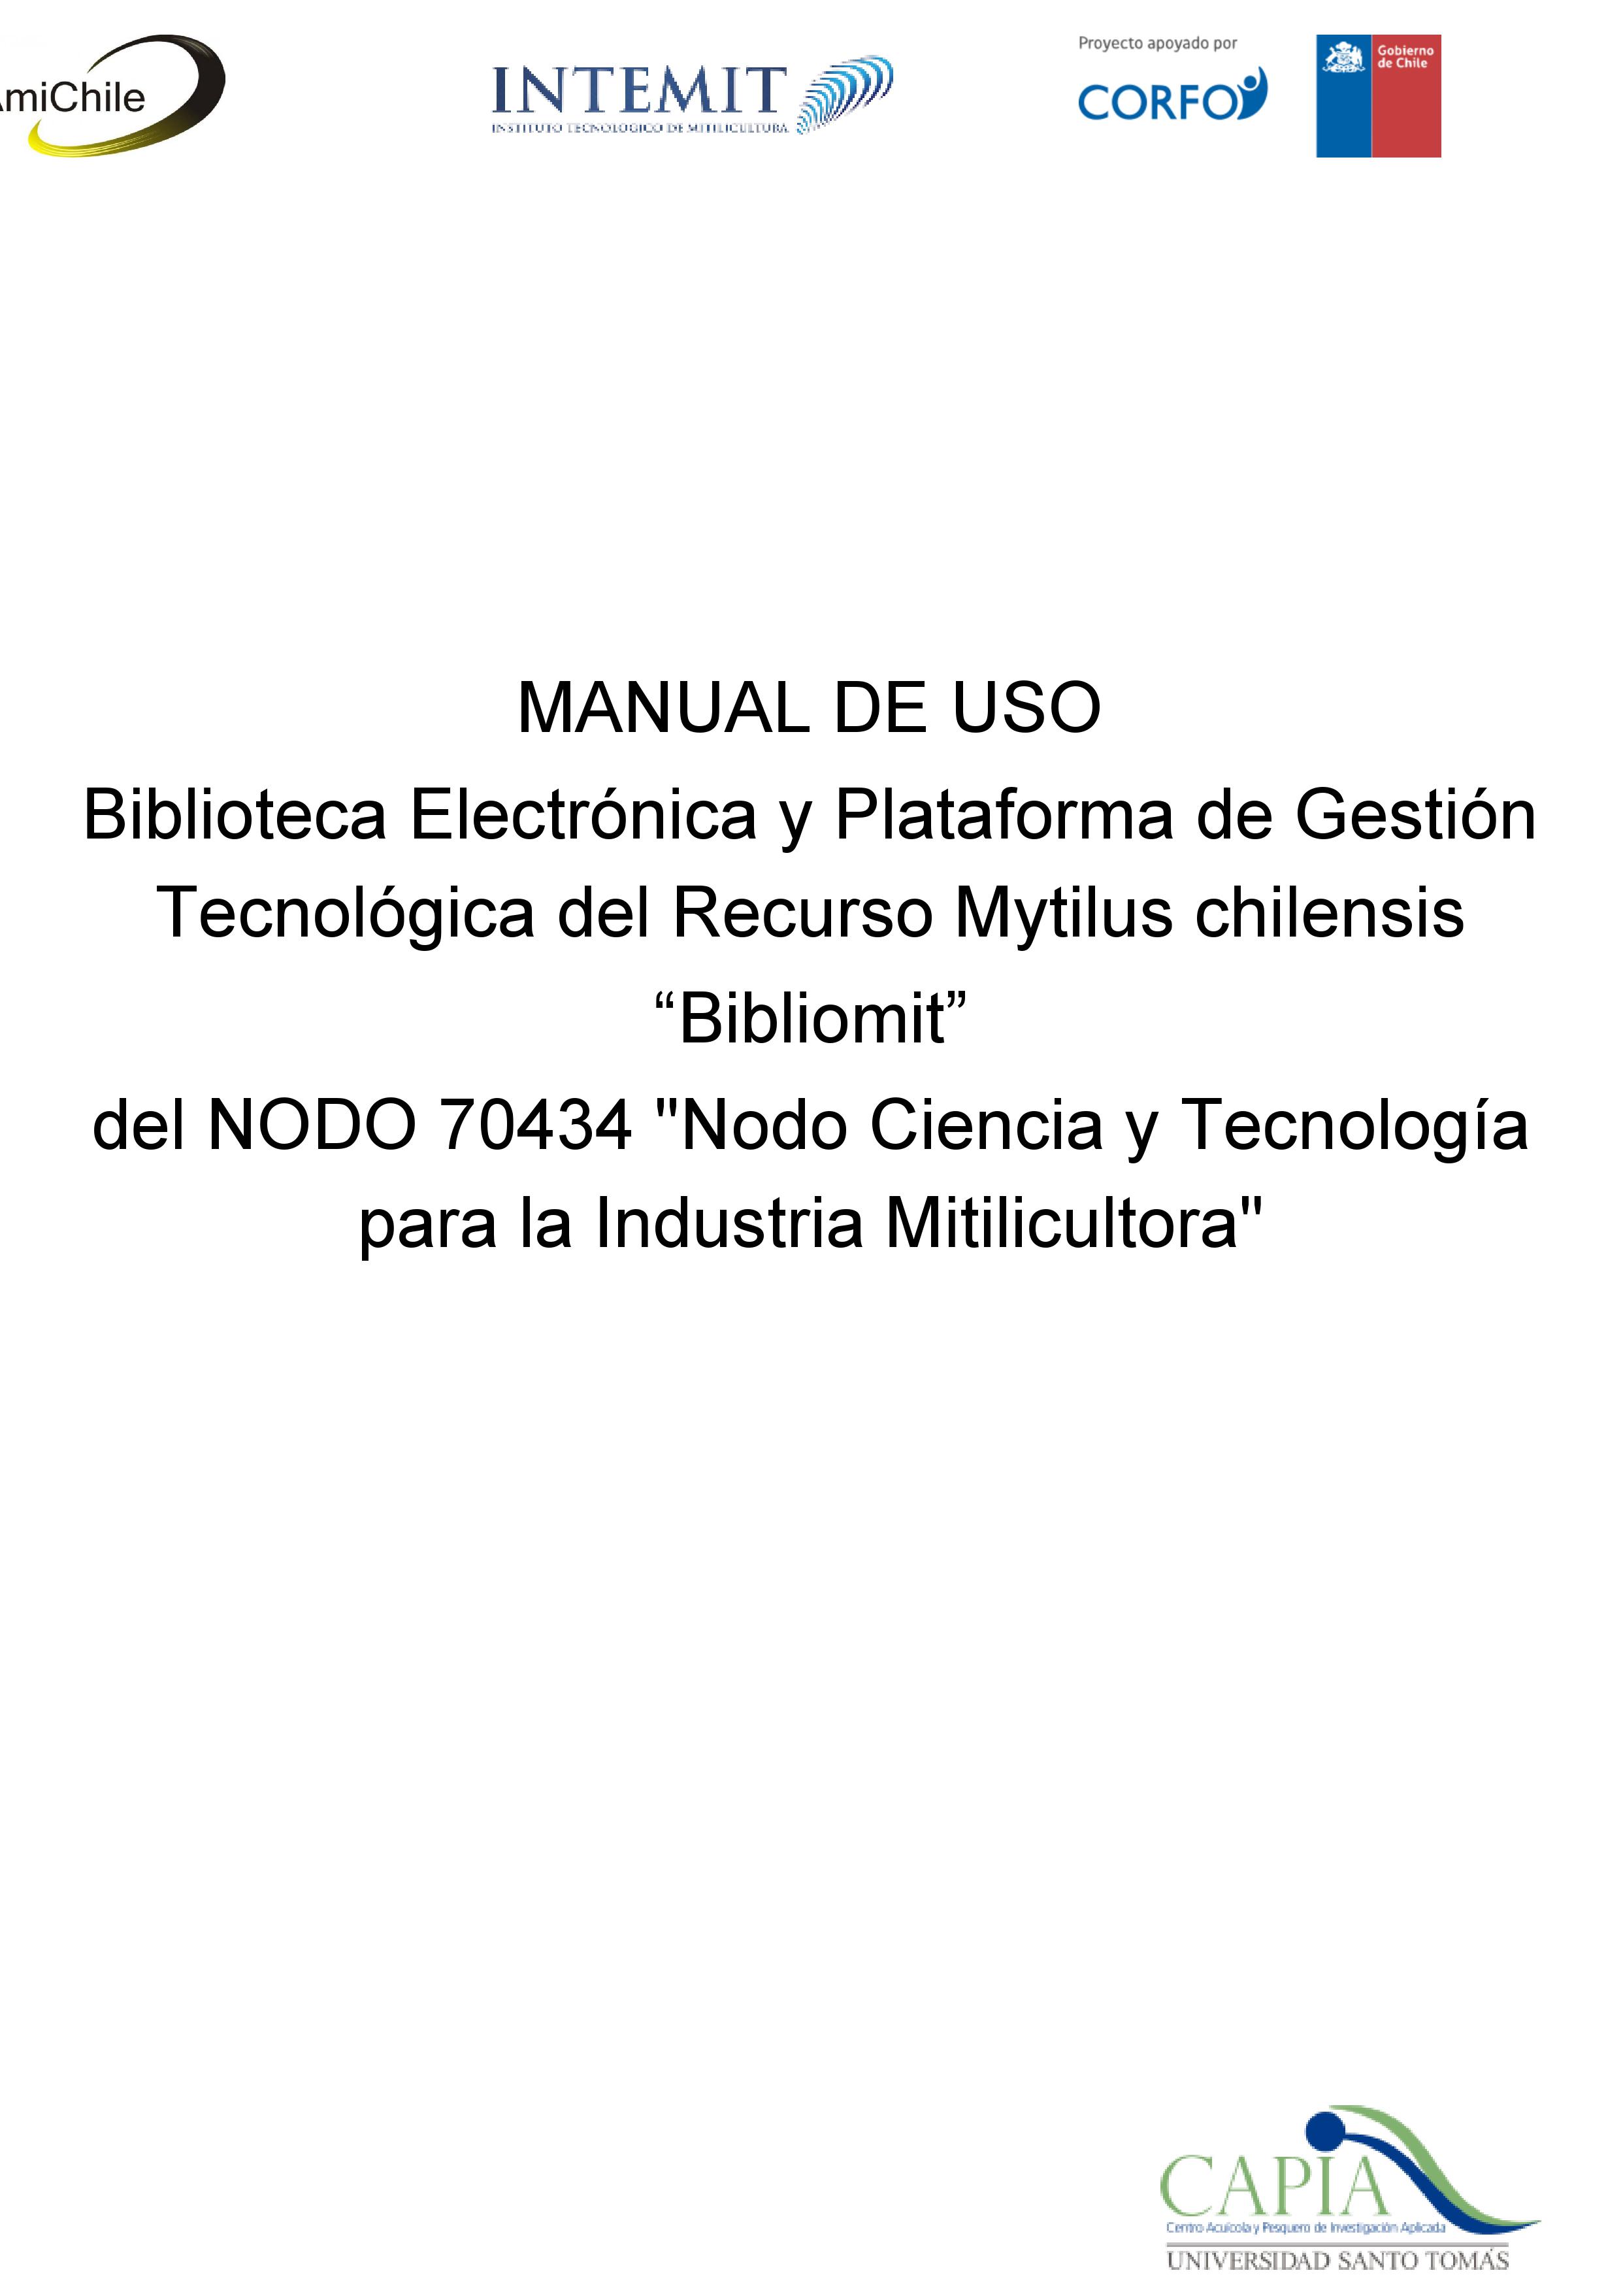 AmiChile
INTEMIT
INSTITUTO TECNOLOGICO DE MITILICULTURA
Proyecto apoyado por
CORFO
Gobierno
de Chile
MANUAL DE USO
Biblioteca Electrónica y Plataforma de Gestión
Tecnológica del Recurso Mytilus chilensis
“Bibliomit”
del NODO 70434 "Nodo Ciencia y Tecnología
para la Industria Mitilicultora"
CAPIA
Centro Acuícola y Pesquero de Investigación Aplicada
UNIVERSIDAD SANTO TOMÁS